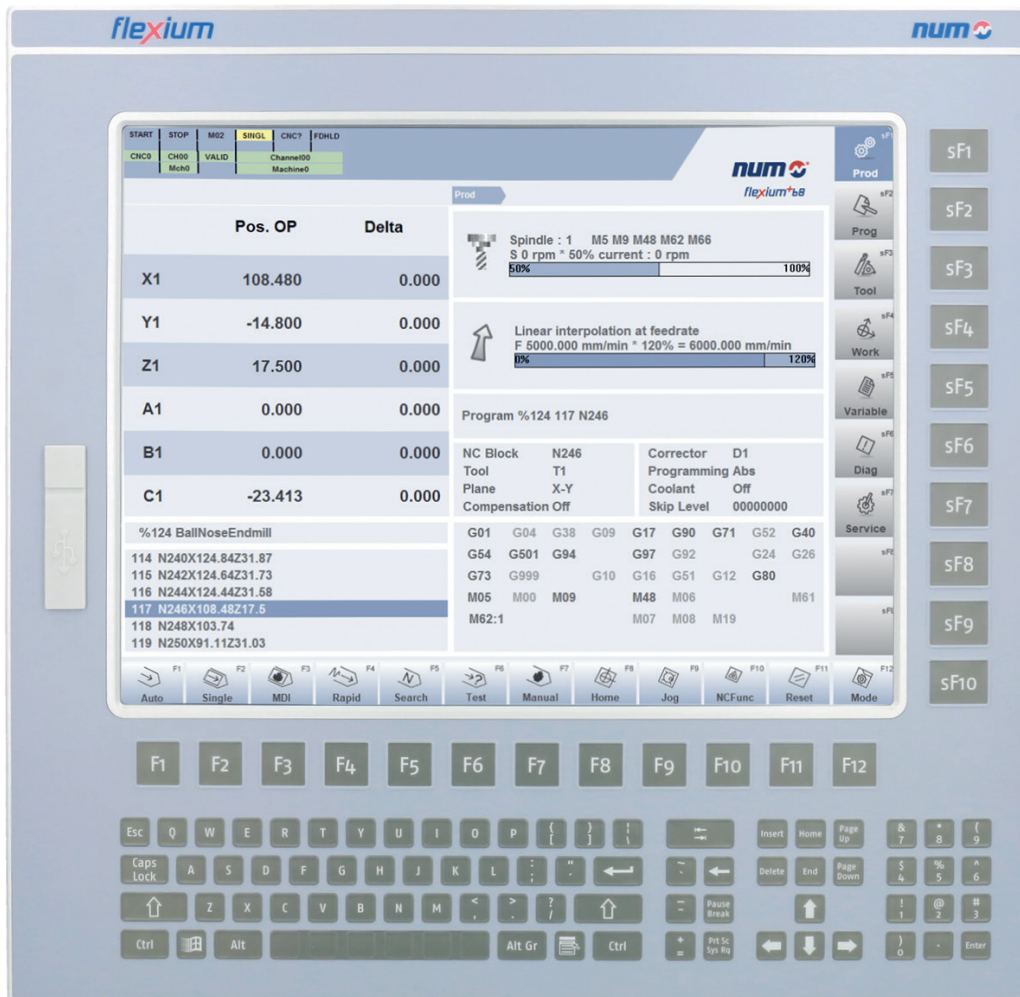 flexium
num
START STOP M02 SINGL CNC? FDHLD
CNC0 CH00 VALID Channel00
Mch0 Machine0
num
flexium+68
Prod
Pos. OP Delta
X1 108.480 0.000
Y1 -14.800 0.000
Z1 17.500 0.000
A1 0.000 0.000
B1 0.000 0.000
C1 -23.413 0.000
Spindle : 1 M5 M9 M48 M62 M66
S 0 rpm * 50% current : 0 rpm
50% 100%
Linear interpolation at feedrate
F 5000.000 mm/min * 120% = 6000.000 mm/min
0% 120%
Program %124 117 N246
NC Block N246
Tool T1
Plane X-Y
Compensation Off
Corrector D1
Programming Abs
Coolant Off
Skip Level 00000000
%124 BallNoseEndmill
114 N240X124.84Z31.87
115 N242X124.64Z31.73
116 N244X124.44Z31.58
117 N246X108.48Z17.5
118 N248X103.74
119 N250X91.11Z31.03
G01 G04 G38 G09 G17 G90 G71 G52 G40
G54 G501 G94 G97 G92 G24 G26
G73 G999 G10 G16 G51 G12 G80
M05 M00 M09 M48 M06 M61
M62:1 M07 M08 M19
sF1
Prod
sF2
Prog
sF3
Tool
sF4
Work
sF5
Variable
sF6
Diag
sF7
Service
sF8
F1 F2 F3 F4 F5 F6 F7 F8 F9 F10 F11 F12
Auto Single MDI Rapid Search Test Manual Home Jog NCFunc Reset Mode
sF1
sF2
sF3
sF4
sF5
sF6
sF7
sF8
sF9
sF10
F1 F2 F3 F4 F5 F6 F7 F8 F9 F10 F11 F12
Esc Q W E R T Y U I O P { [ } ] ¦ \ Insert Home Page Up & 7 * 8 ( 9
Caps Lock A S D F G H J K L : ; " Delete End Page Down $ 4 % 5 ^ 6
Z X C V B N M < , > . ? / Pause Break ! 1 @ 2 # 3
Ctrl Alt Alt Gr Ctrl + = Prt Sc Sys Rq ) 0 . Enter